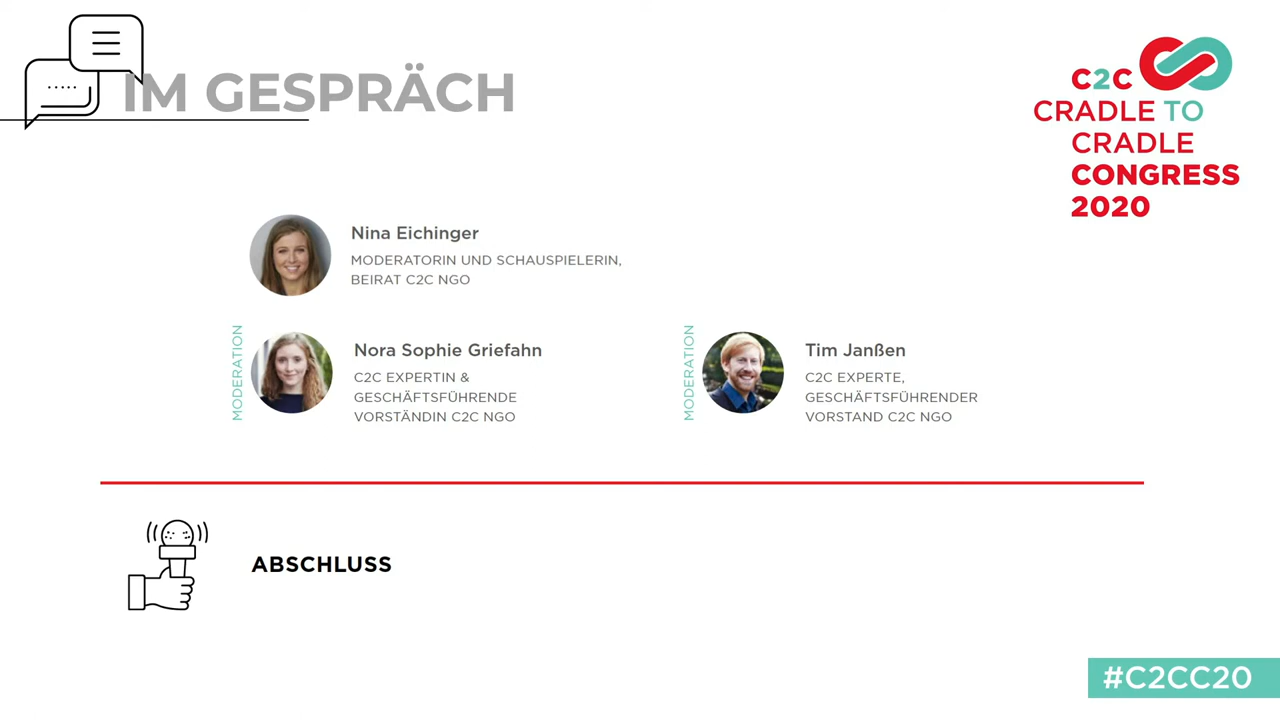 IM GESPRÄCH
C2C
CRADLE TO
CRADLE
CONGRESS
2020
Nina Eichinger
MODERATORIN UND SCHAUSPIELERIN,
BEIRAT C2C NGO
MODERATION
Nora Sophie Griefahn
C2C EXPERTIN &
GESCHÄFTSFÜHRENDE
VORSTÄNDIN C2C NGO
MODERATION
Tim Janßen
C2C EXPERTE,
GESCHÄFTSFÜHRENDER
VORSTAND C2C NGO
ABSCHLUSS
#C2CC20